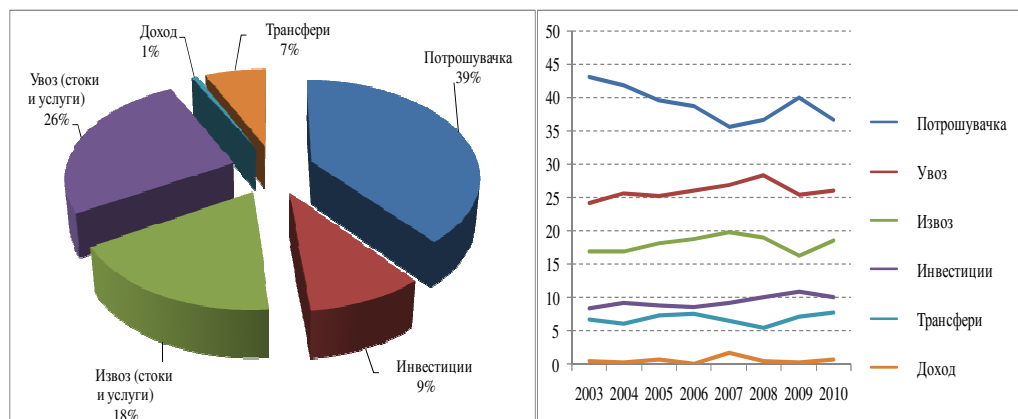 Доход
1%
Трансфери
7%
Потрошувачка
39%
Увоз (стоки
и услуги)
26%
Извоз (стоки
и услуги)
18%
Инвестиции
9%
50
45
40
35
30
25
20
15
10
5
0
2003 2004 2005 2006 2007 2008 2009 2010
Потрошувачка
Увоз
Извоз
Инвестиции
Трансфери
Доход